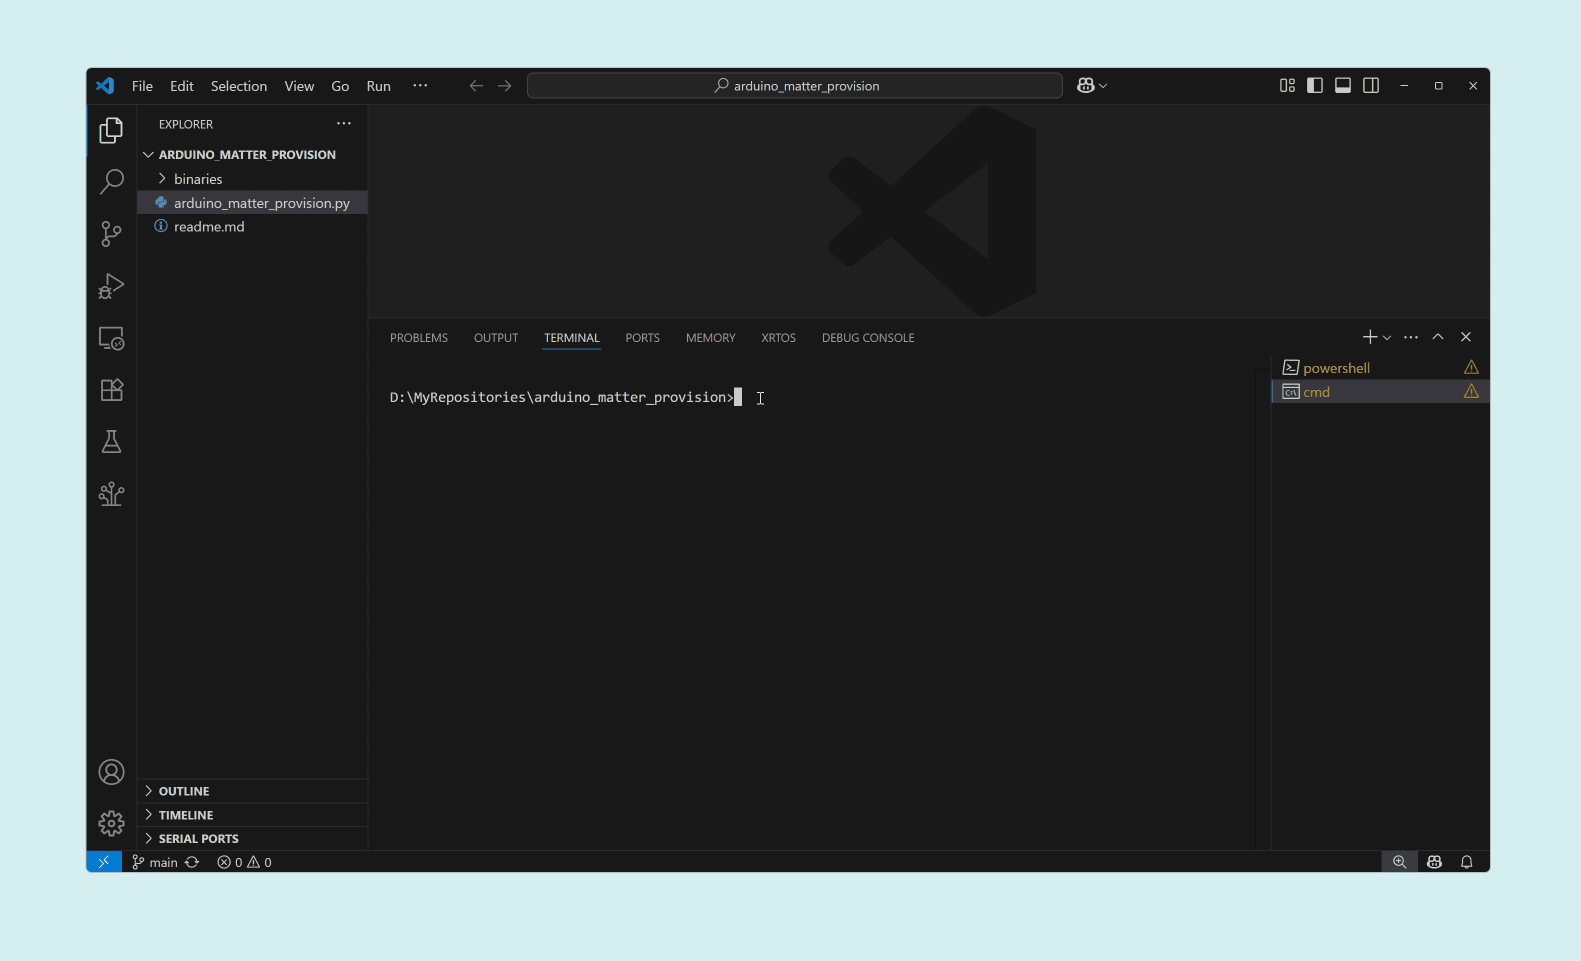 File Edit Selection View Go Run ···
arduino_matter_provision
EXPLORER ···
ARDUINO_MATTER_PROVISION
binaries
arduino_matter_provision.py
readme.md
PROBLEMS OUTPUT TERMINAL PORTS MEMORY XRTOS DEBUG CONSOLE
D:\MyRepositories\arduino_matter_provision>
powershell
cmd
OUTLINE
TIMELINE
SERIAL PORTS
main 0 0